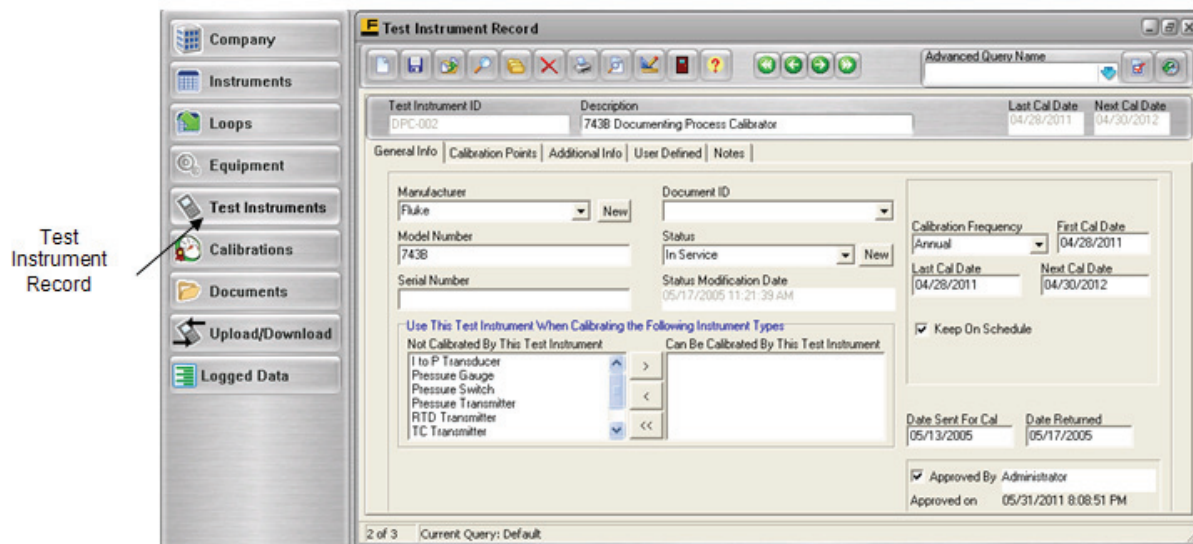 Test
Instrument
Record
Company
Instruments
Loops
Equipment
Test Instruments
Calibrations
Documents
Upload/Download
Logged Data
Test Instrument Record
Advanced Query Name
Test Instrument ID Description Last Cal Date Next Cal Date
DPC-002 743B Documenting Process Calibrator 04/28/2011 04/30/2012
General Info Calibration Points Additional Info User Defined Notes
Manufacturer Document ID
Fluke New
Model Number Status
743B In Service New
Serial Number Status Modification Date
05/17/2005 11:21:39 AM
Use This Test Instrument When Calibrating the Following Instrument Types
Not Calibrated By This Test Instrument Can Be Calibrated By This Test Instrument
I to P Transducer
Pressure Gauge
Pressure Switch
Pressure Transmitter
RTD Transmitter
TC Transmitter
> 
<
<<
Calibration Frequency First Cal Date
Annual 04/28/2011
Last Cal Date Next Cal Date
04/28/2011 04/30/2012
Keep On Schedule
Date Sent For Cal Date Returned
05/13/2005 05/17/2005
Approved By Administrator
Approved on 05/31/2011 8:08:51 PM
2 of 3 Current Query: Default